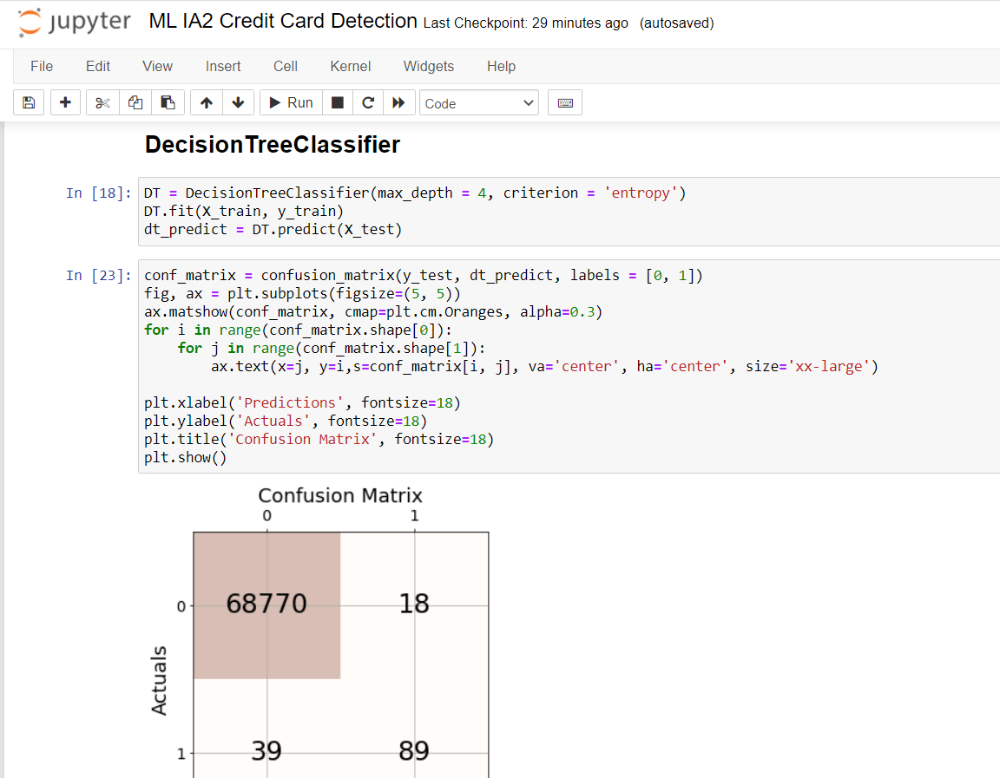 jupyter ML IA2 Credit Card Detection Last Checkpoint: 29 minutes ago (autosaved)
File Edit View Insert Cell Kernel Widgets Help
Run Code
DecisionTreeClassifier
In [18]: DT = DecisionTreeClassifier(max_depth = 4, criterion = 'entropy')
DT.fit(X_train, y_train)
dt_predict = DT.predict(X_test)
In [23]: conf_matrix = confusion_matrix(y_test, dt_predict, labels = [0, 1])
fig, ax = plt.subplots(figsize=(5, 5))
ax.matshow(conf_matrix, cmap=plt.cm.Oranges, alpha=0.3)
for i in range(conf_matrix.shape[0]):
    for j in range(conf_matrix.shape[1]):
        ax.text(x=j, y=i,s=conf_matrix[i, j], va='center', ha='center', size='xx-large')
plt.xlabel('Predictions', fontsize=18)
plt.ylabel('Actuals', fontsize=18)
plt.title('Confusion Matrix', fontsize=18)
plt.show()
Confusion Matrix
0 1
0 68770 18
Actuals
1 39 89